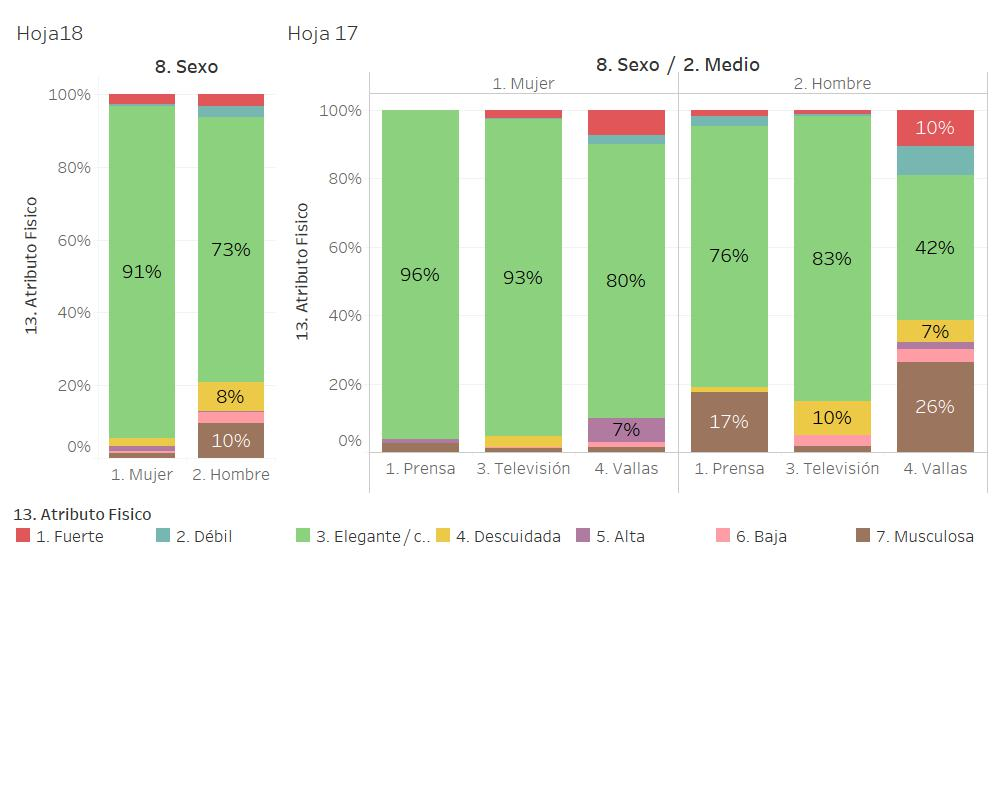 Hoja18
8. Sexo
100%
80%
60%
40%
20%
0%
13. Atributo Fisico
91%
73%
8%
10%
1. Mujer
2. Hombre
Hoja 17
8. Sexo / 2. Medio
1. Mujer
2. Hombre
100%
80%
60%
40%
20%
0%
13. Atributo Fisico
96%
93%
80%
7%
76%
17%
83%
10%
10%
42%
7%
26%
1. Prensa
3. Televisión
4. Vallas
1. Prensa
3. Televisión
4. Vallas
13. Atributo Fisico
1. Fuerte
2. Débil
3. Elegante / c..
4. Descuidada
5. Alta
6. Baja
7. Musculosa